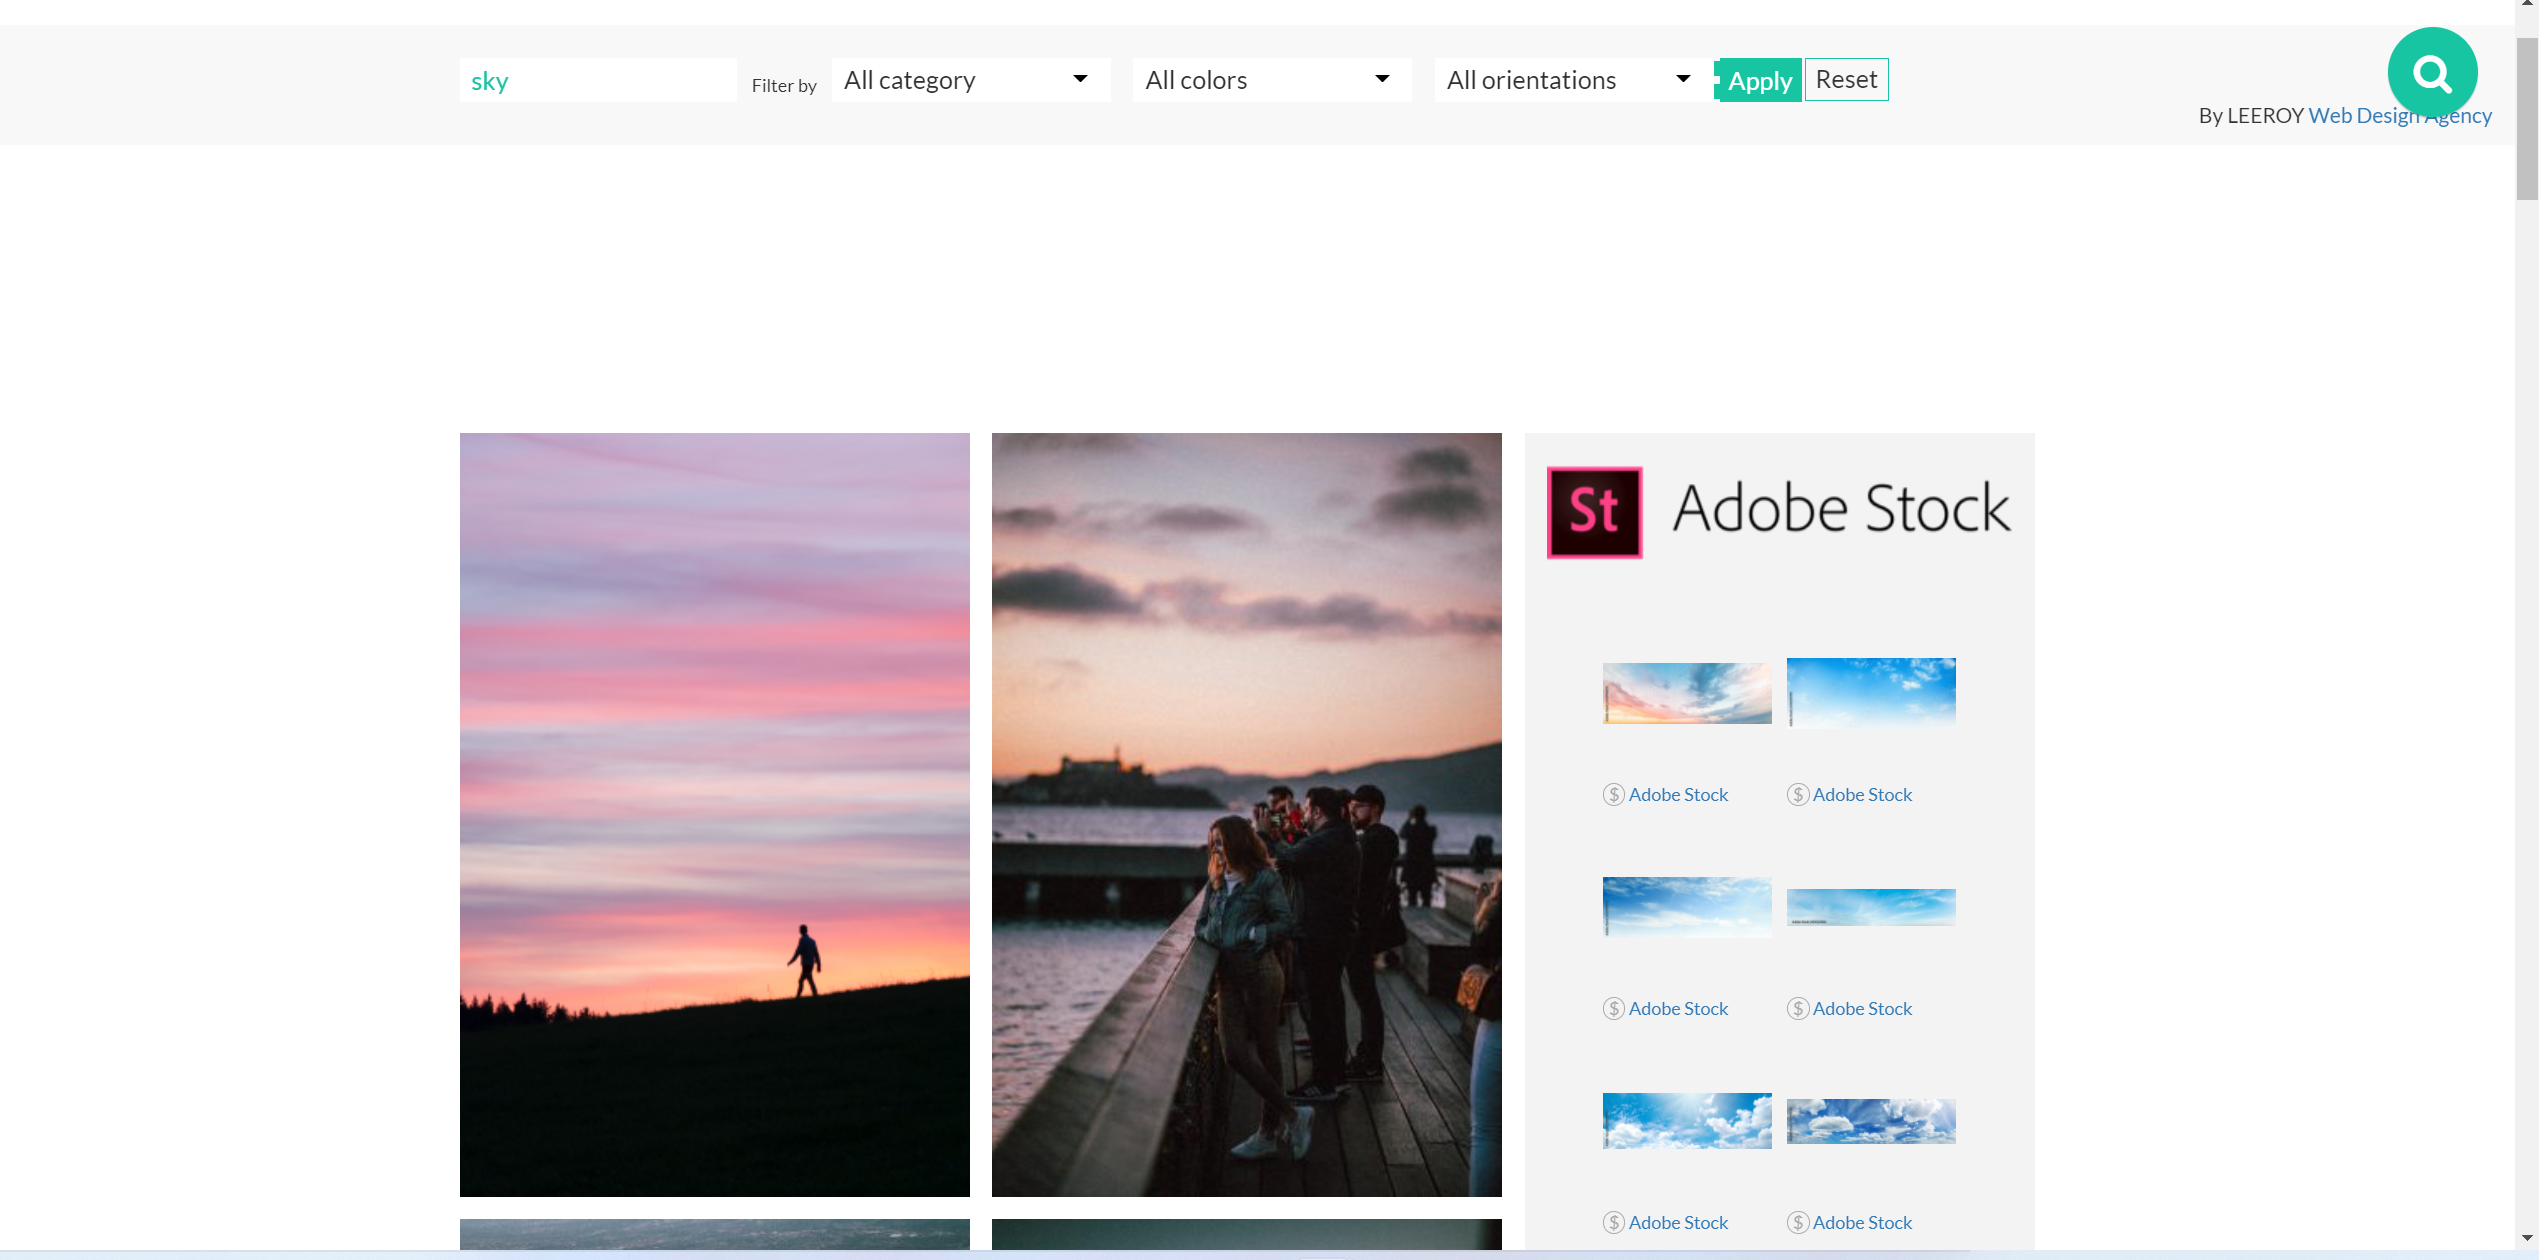 sky
Filter by
All category
All colors
All orientations
Apply
Reset
By LEEROY Web Design Agency
St Adobe Stock
$ Adobe Stock
$ Adobe Stock
$ Adobe Stock
$ Adobe Stock
$ Adobe Stock
$ Adobe Stock